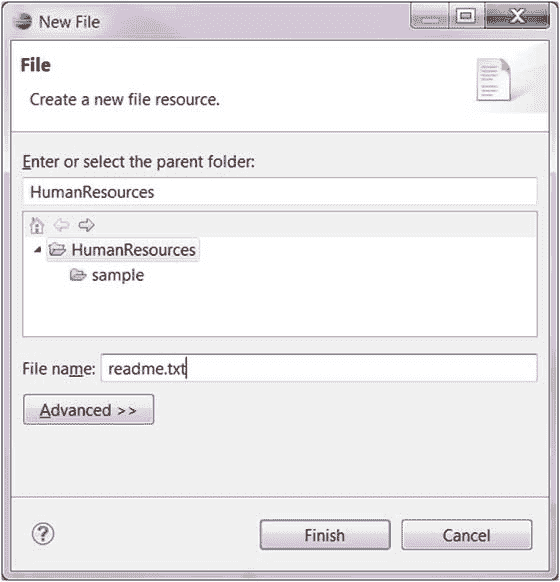 New File
File
Create a new file resource.
Enter or select the parent folder:
HumanResources
HumanResources
sample
File name: readme.txt
Advanced >>
?
Finish Cancel